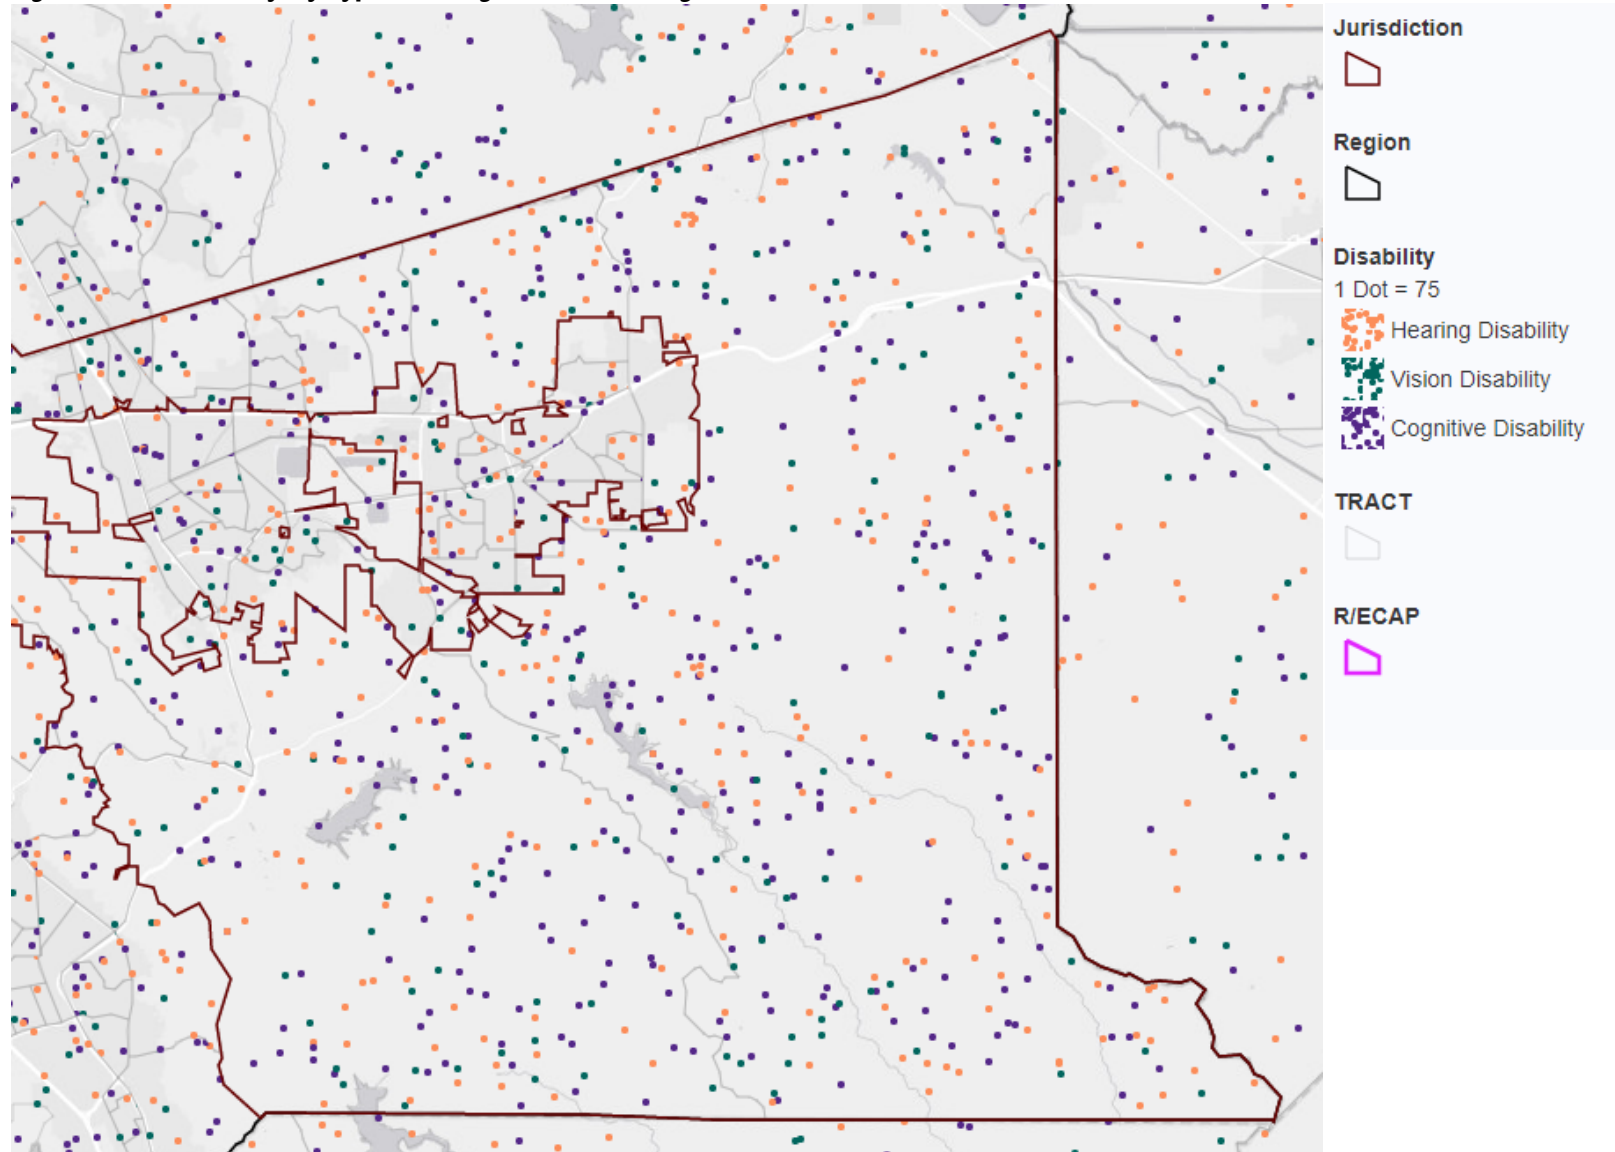 Jurisdiction
Region
Disability
1 Dot = 75
Hearing Disability
Vision Disability
Cognitive Disability
TRACT
R/ECAP